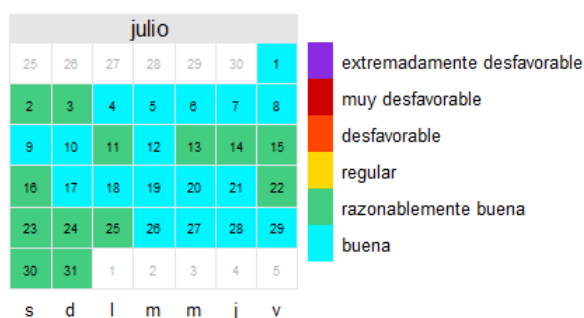 julio
25 26 27 28 29 30 1
2 3 4 5 6 7 8
9 10 11 12 13 14 15
16 17 18 19 20 21 22
23 24 25 26 27 28 29
30 31 1 2 3 4 5
s d l m m j v
extremadamente desfavorable
muy desfavorable
desfavorable
regular
razonablemente buena
buena